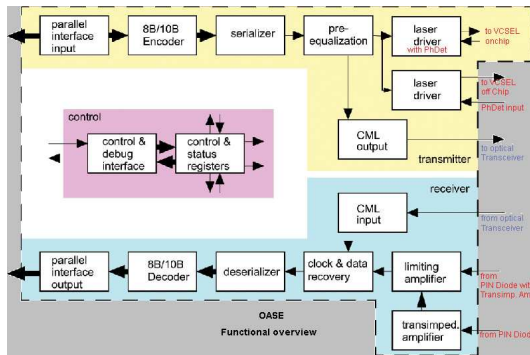 parallel
interface
input
8B/10B
Encoder
serializer
pre-
equalization
laser
driver
with PhDet
to VCSEL
onchip
laser
driver
to VCSEL
off Chip
PhDet input
CML
output
transmitter
to optical
Transceiver
control
control &
debug
interface
control &
status
registers
receiver
CML
input
from optical
Transceiver
parallel
interface
output
8B/10B
Decoder
deserializer
clock & data
recovery
limiting
amplifier
from
PIN Diode with
Transimp. Am
transimped.
amplifier
from PIN Diode
OASE
Functional overview